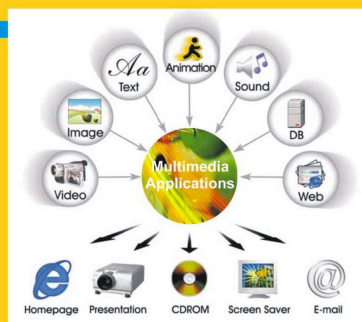 Animation
Aa
Text
Sound
Image
DB
Multimedia
Applications
Video
Web
Homepage
Presentation
CDROM
Screen Saver
E-mail